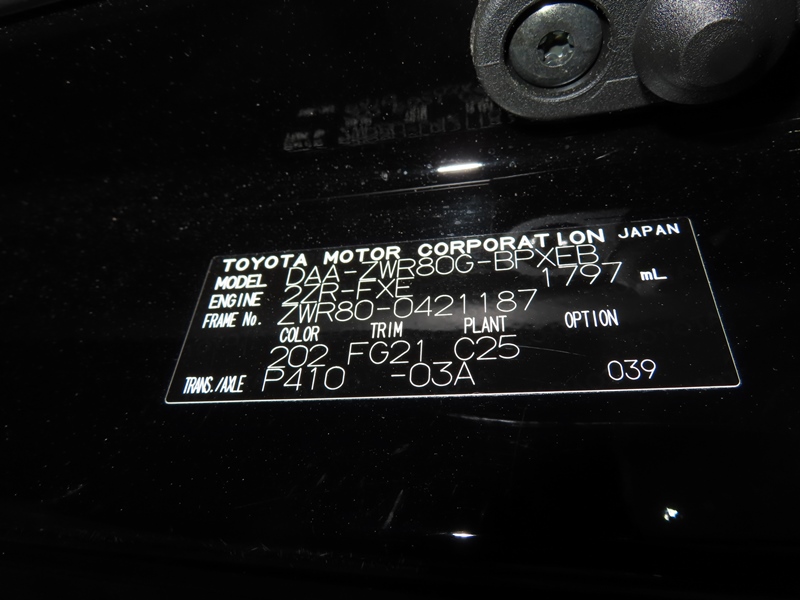 TOYOTA MOTOR CORPORATION JAPAN
MODEL DAA-ZWR80G-BPXEB
ENGINE 2ZR-FXE 1797 mL
FRAME No. ZWR80-0421187
COLOR TRIM PLANT OPTION
202 FG21 C25
TRANS./AXLE P410 -03A 039